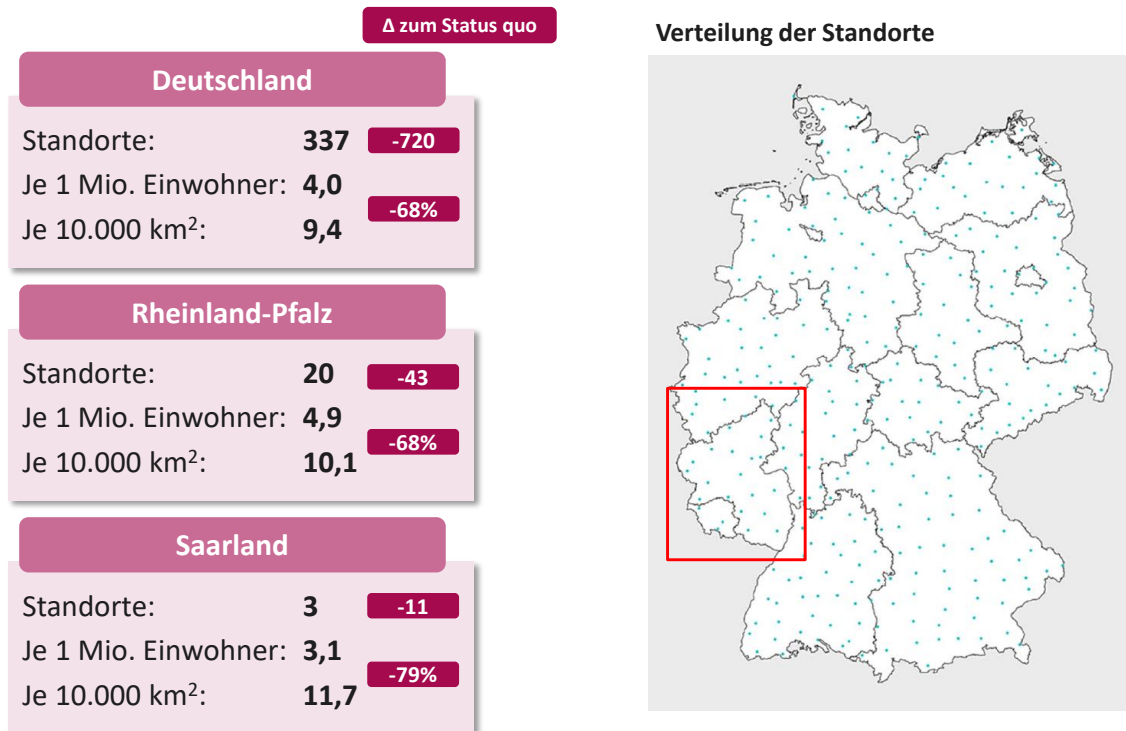 Δ zum Status quo
Deutschland
Standorte: 337 -720
Je 1 Mio. Einwohner: 4,0
-68%
Je 10.000 km²: 9,4
Rheinland-Pfalz
Standorte: 20 -43
Je 1 Mio. Einwohner: 4,9
-68%
Je 10.000 km²: 10,1
Saarland
Standorte: 3 -11
Je 1 Mio. Einwohner: 3,1
-79%
Je 10.000 km²: 11,7
Verteilung der Standorte